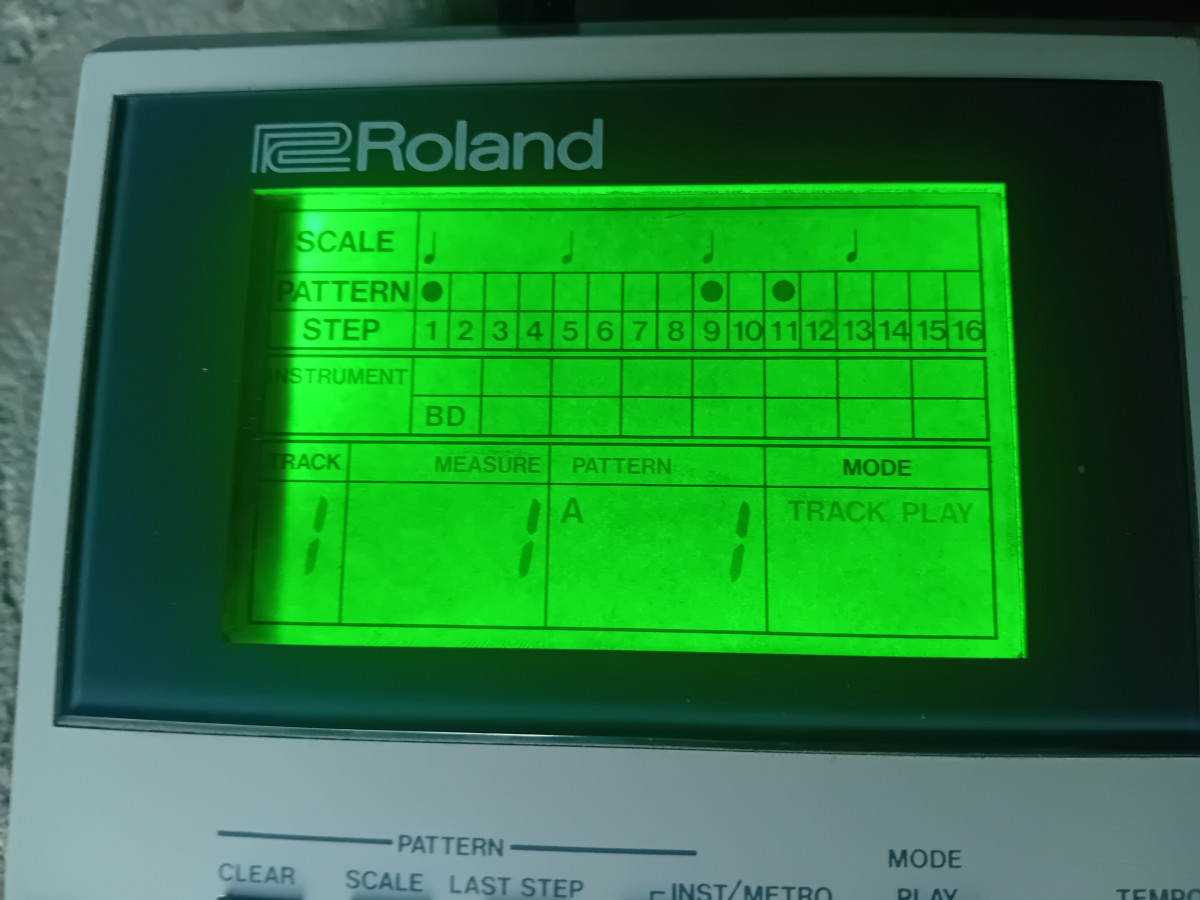 Roland
SCALE
PATTERN
STEP 1 2 3 4 5 6 7 8 9 10 11 12 13 14 15 16
INSTRUMENT
BD
TRACK MEASURE PATTERN MODE
1 1 A 1 TRACK PLAY
PATTERN
CLEAR SCALE LAST STEP INST/METRO MODE
PLAY